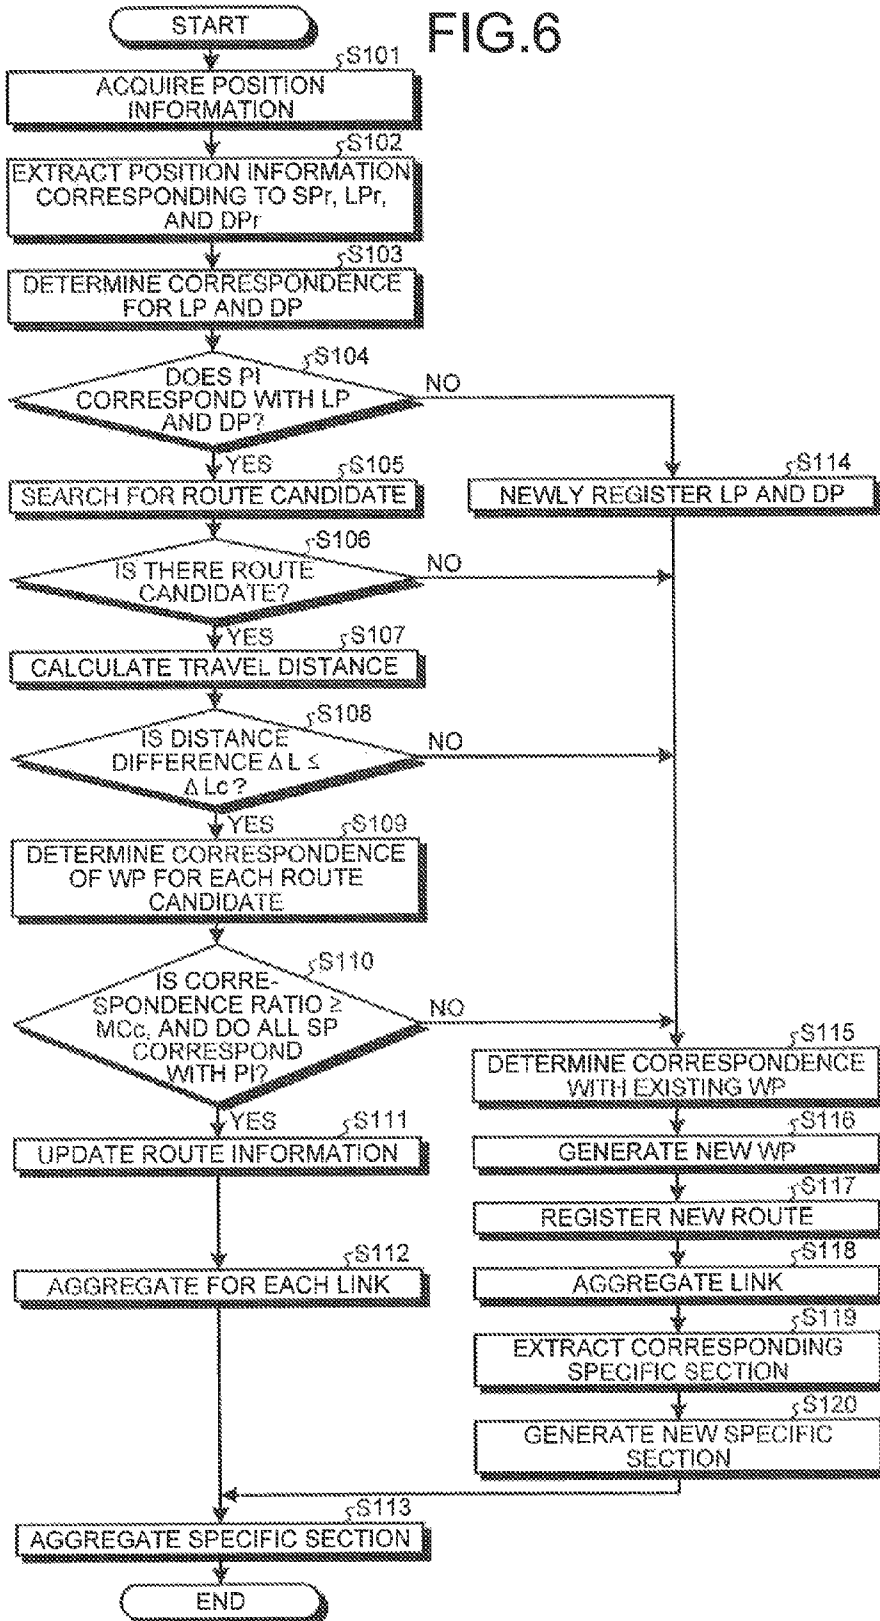 FIG.6
START
S101
ACQUIRE POSITION
INFORMATION
S102
EXTRACT POSITION INFORMATION
CORRESPONDING TO SPr, LPr,
AND DPr
S103
DETERMINE CORRESPONDENCE
FOR LP AND DP
S104
DOES PI
CORRESPOND WITH LP
AND DP?
NO
YES
S105
SEARCH FOR ROUTE CANDIDATE
S114
NEWLY REGISTER LP AND DP
S106
IS THERE ROUTE
CANDIDATE?
NO
YES
S107
CALCULATE TRAVEL DISTANCE
S108
IS DISTANCE
DIFFERENCE ΔL ≤
ΔLc?
NO
YES
S109
DETERMINE CORRESPONDENCE
OF WP FOR EACH ROUTE
CANDIDATE
S110
IS CORRE-
SPONDENCE RATIO ≥
MCc, AND DO ALL SP
CORRESPOND
WITH PI?
NO
YES
S111
UPDATE ROUTE INFORMATION
S112
AGGREGATE FOR EACH LINK
S115
DETERMINE CORRESPONDENCE
WITH EXISTING WP
S116
GENERATE NEW WP
S117
REGISTER NEW ROUTE
S118
AGGREGATE LINK
S119
EXTRACT CORRESPONDING
SPECIFIC SECTION
S120
GENERATE NEW SPECIFIC
SECTION
S113
AGGREGATE SPECIFIC SECTION
END